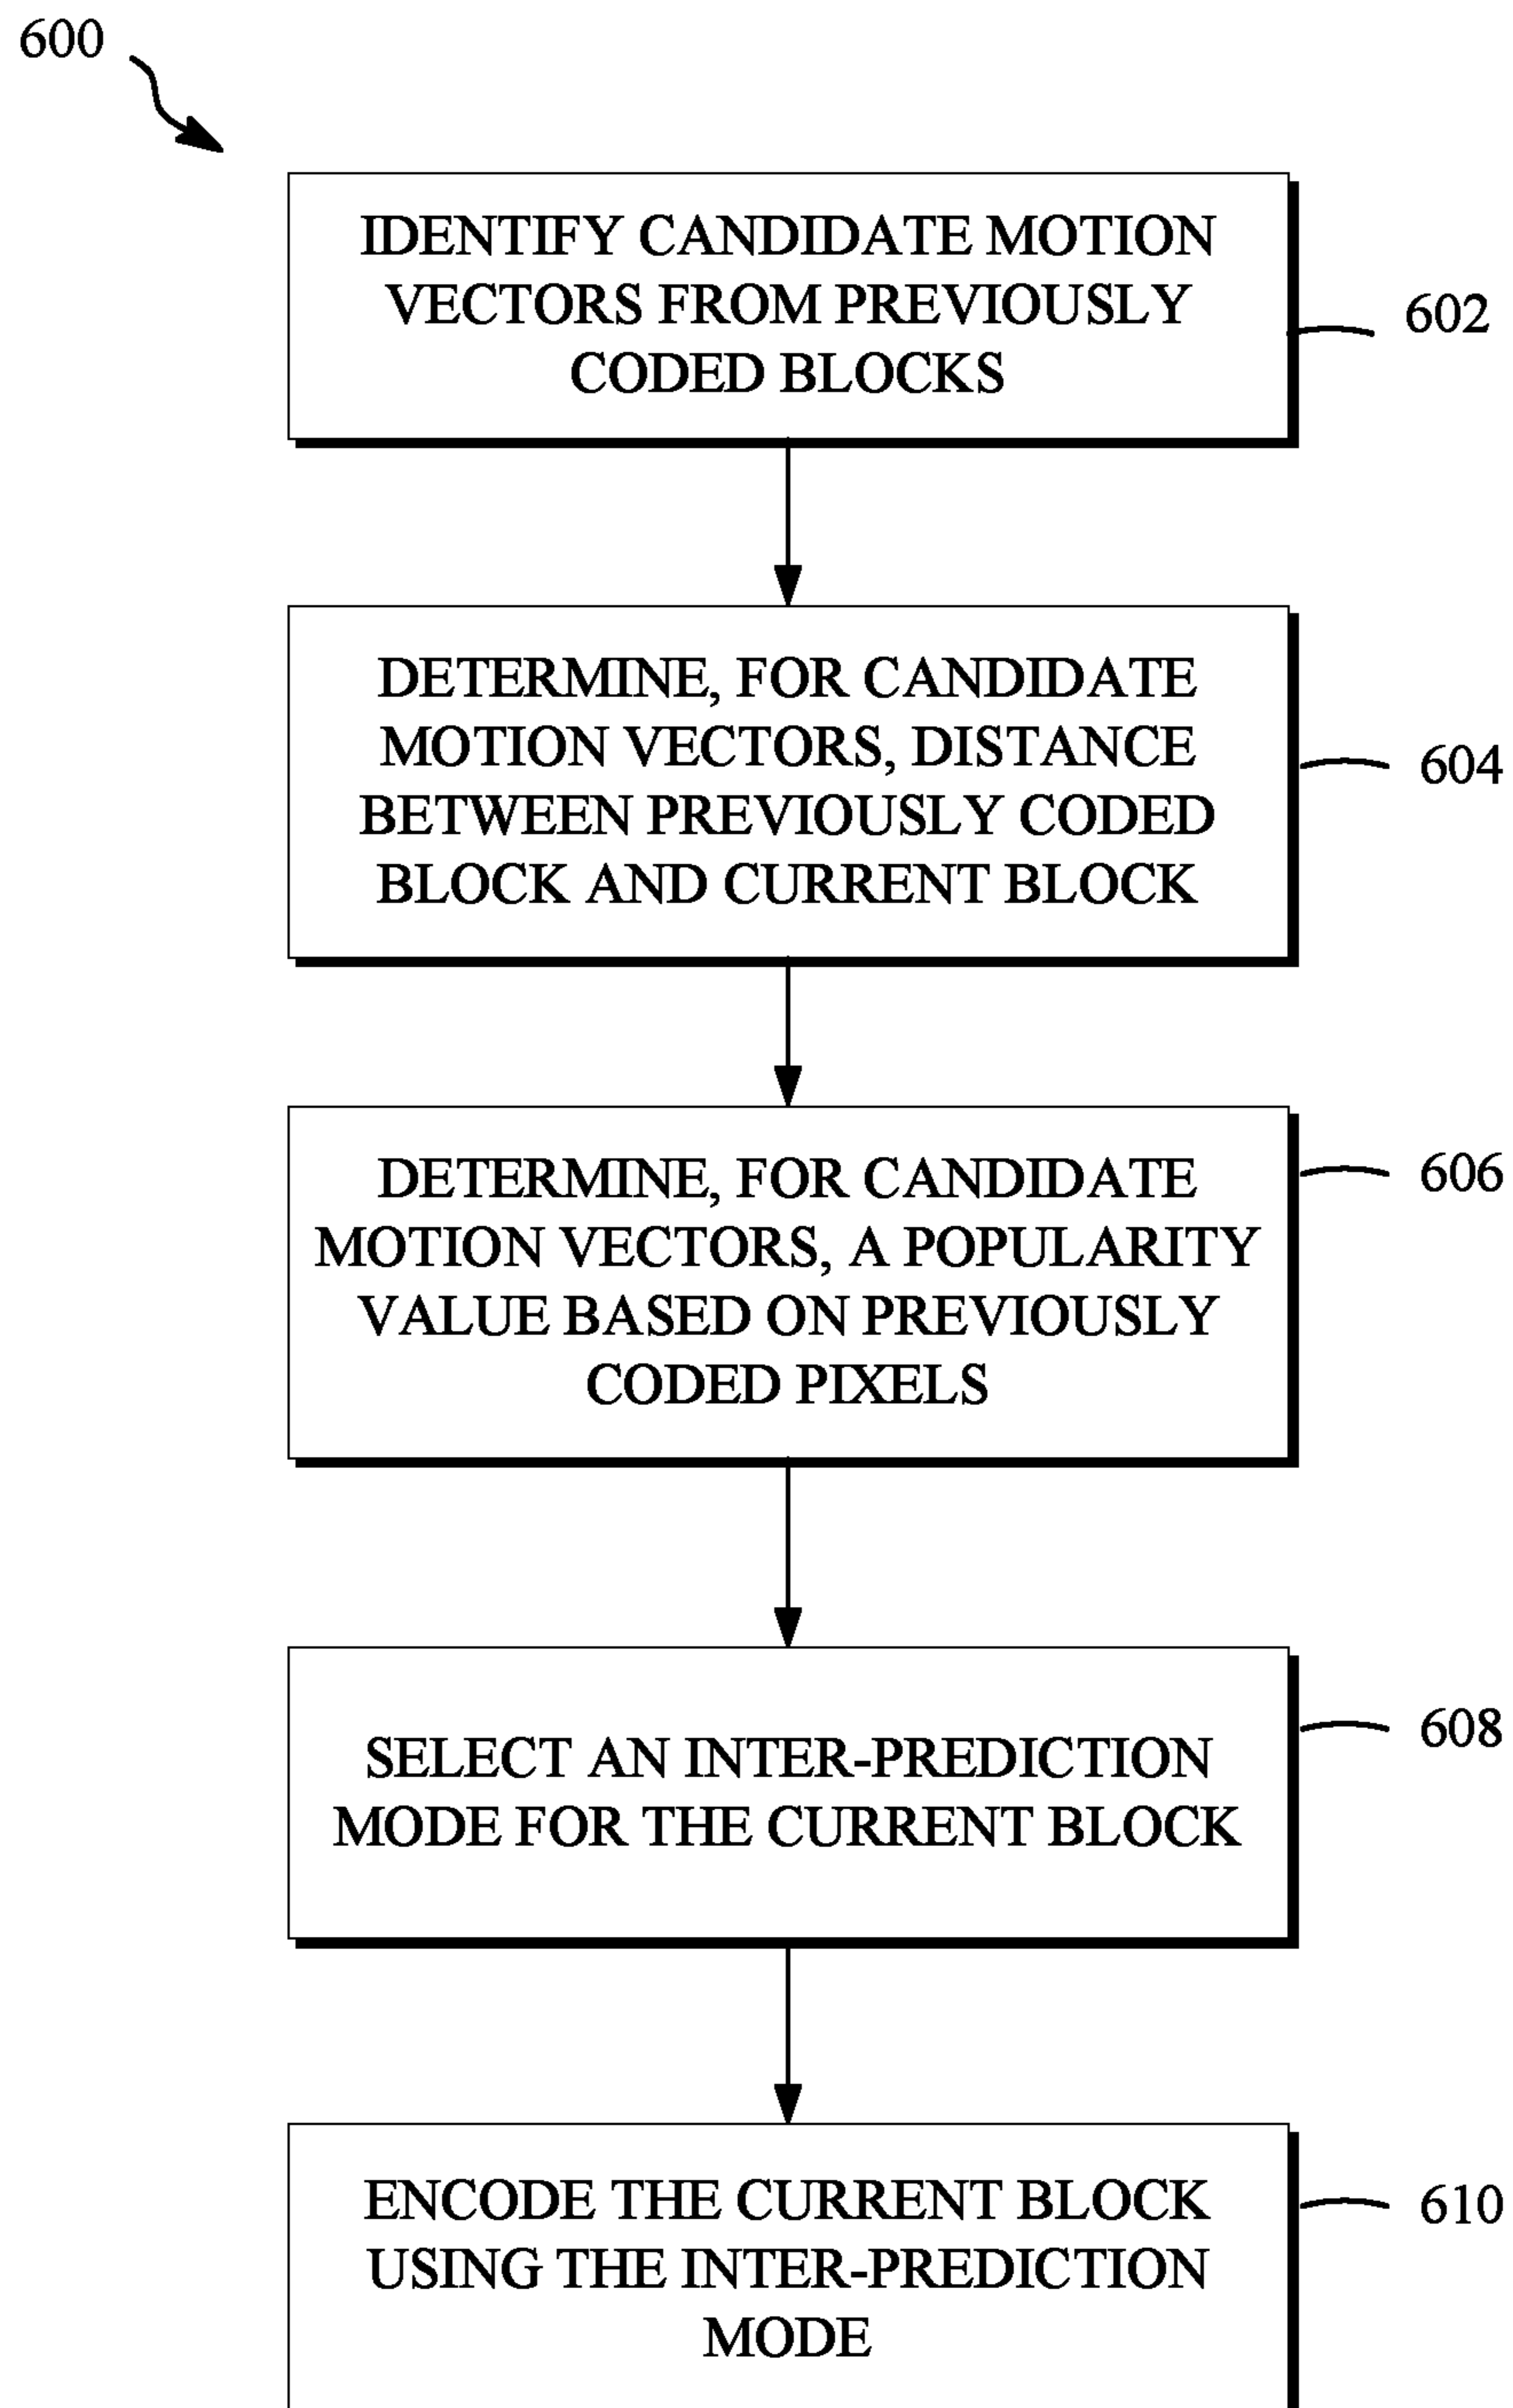 600
IDENTIFY CANDIDATE MOTION
VECTORS FROM PREVIOUSLY
CODED BLOCKS
602
DETERMINE, FOR CANDIDATE
MOTION VECTORS, DISTANCE
BETWEEN PREVIOUSLY CODED
BLOCK AND CURRENT BLOCK
604
DETERMINE, FOR CANDIDATE
MOTION VECTORS, A POPULARITY
VALUE BASED ON PREVIOUSLY
CODED PIXELS
606
SELECT AN INTER-PREDICTION
MODE FOR THE CURRENT BLOCK
608
ENCODE THE CURRENT BLOCK
USING THE INTER-PREDICTION
MODE
610